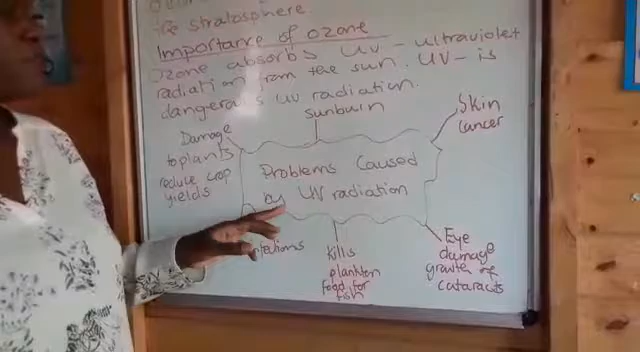 the stratosphere.
Importance of ozone
Ozone absorbs UV - ultraviolet
radiation from the sun. UV - is
dangerous UV radiation.
Sunburn
Skin
cancer
Damage
to plants
reduce crop
yields
Problems Caused
by UV radiation
Kills
plankton
food for
fish
Eye
damage
growth of
cataracts